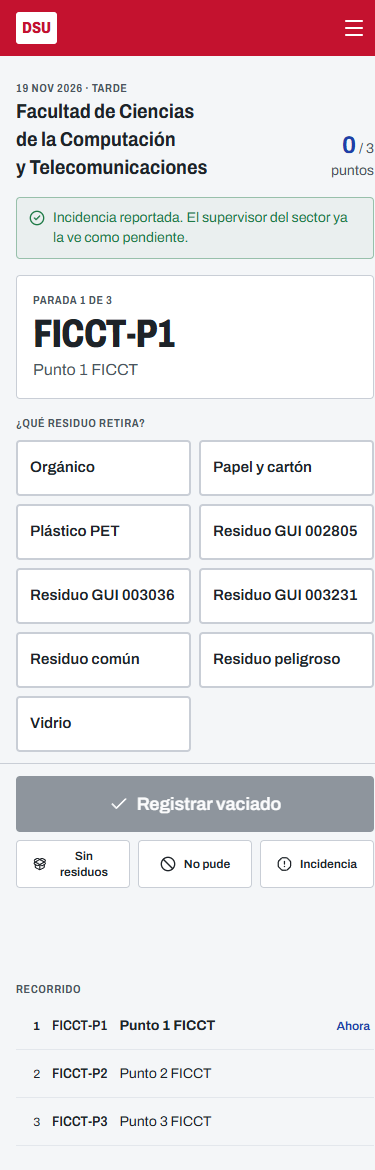 DSU
19 NOV 2026 · TARDE
Facultad de Ciencias
de la Computación
y Telecomunicaciones
0 / 3
puntos
Incidencia reportada. El supervisor del sector ya
la ve como pendiente.
PARADA 1 DE 3
FICCT-P1
Punto 1 FICCT
¿QUÉ RESIDUO RETIRA?
Orgánico
Papel y cartón
Plástico PET
Residuo GUI 002805
Residuo GUI 003036
Residuo GUI 003231
Residuo común
Residuo peligroso
Vidrio
Registrar vaciado
Sin
residuos
No pude
Incidencia
RECORRIDO
1 FICCT-P1 Punto 1 FICCT Ahora
2 FICCT-P2 Punto 2 FICCT
3 FICCT-P3 Punto 3 FICCT